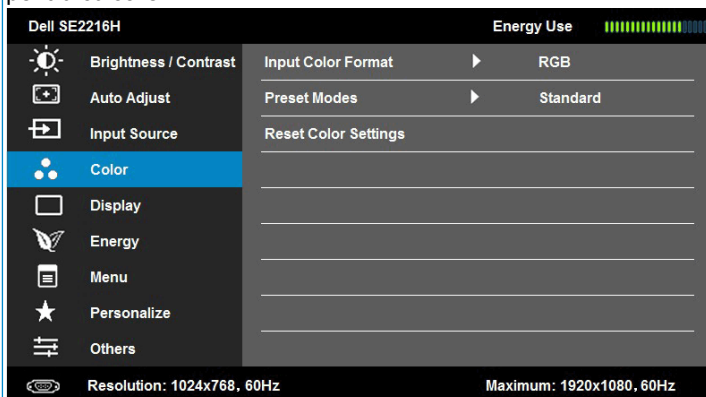 Dell SE2216H Energy Use
Brightness / Contrast Input Color Format RGB
Auto Adjust Preset Modes Standard
Input Source Reset Color Settings
Color
Display
Energy
Menu
Personalize
Others
Resolution: 1024x768, 60Hz Maximum: 1920x1080, 60Hz